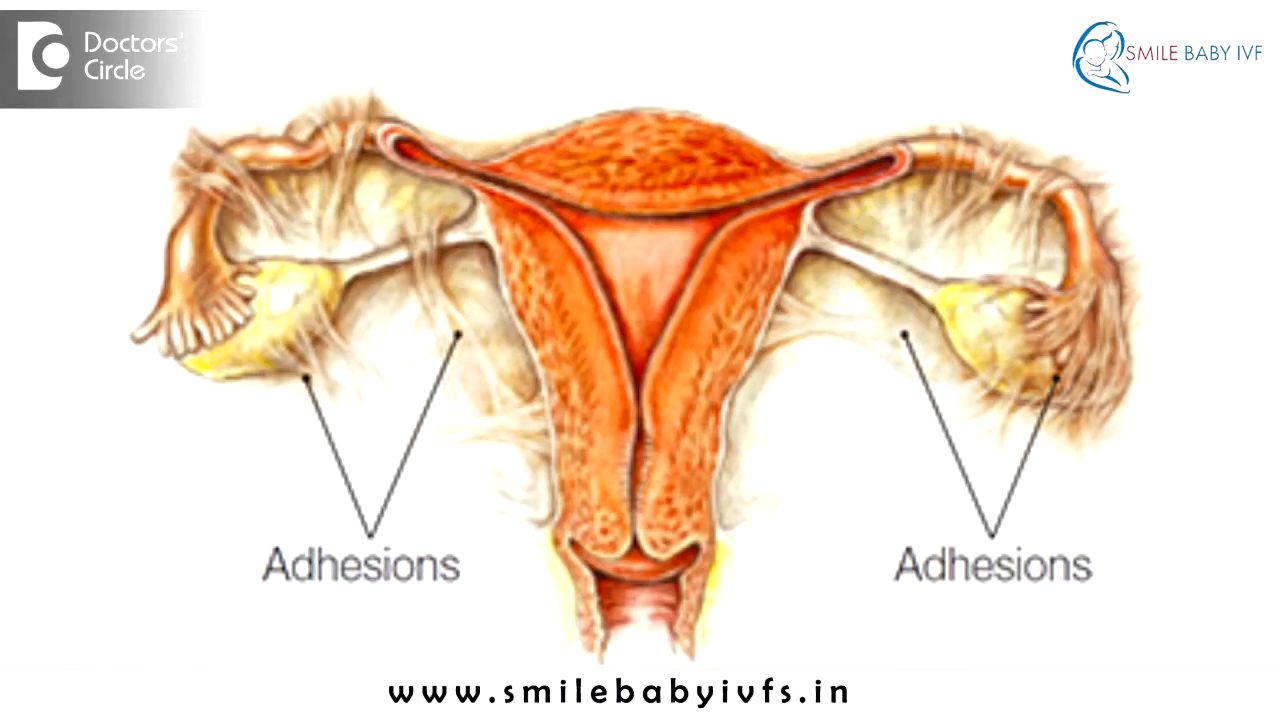 Doctors'
Circle
SMILE BABY IVF
Adhesions
Adhesions
www.smilebabyivfs.in